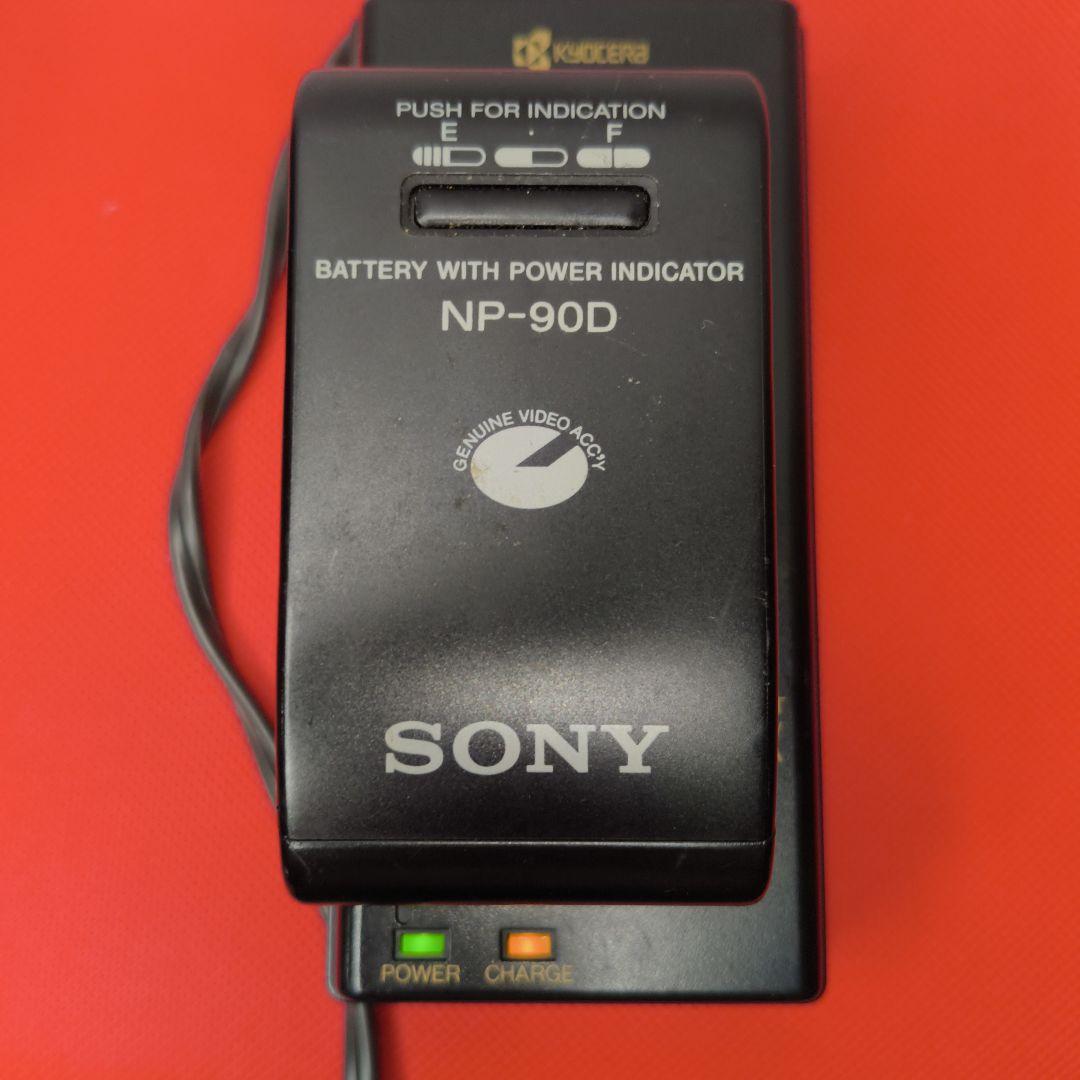 KYOCERA
PUSH FOR INDICATION
E · F
BATTERY WITH POWER INDICATOR
NP-90D
GENUINE VIDEO ACC'Y
SONY
POWER CHARGE